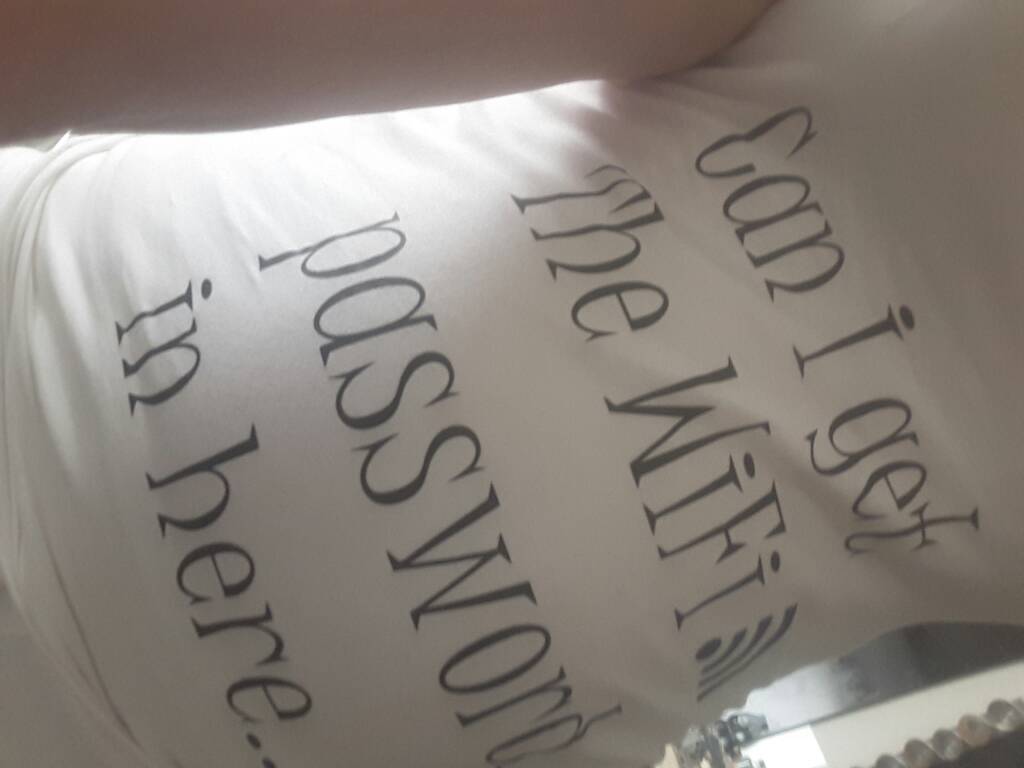 Can I get
The WiFi
password
in here..